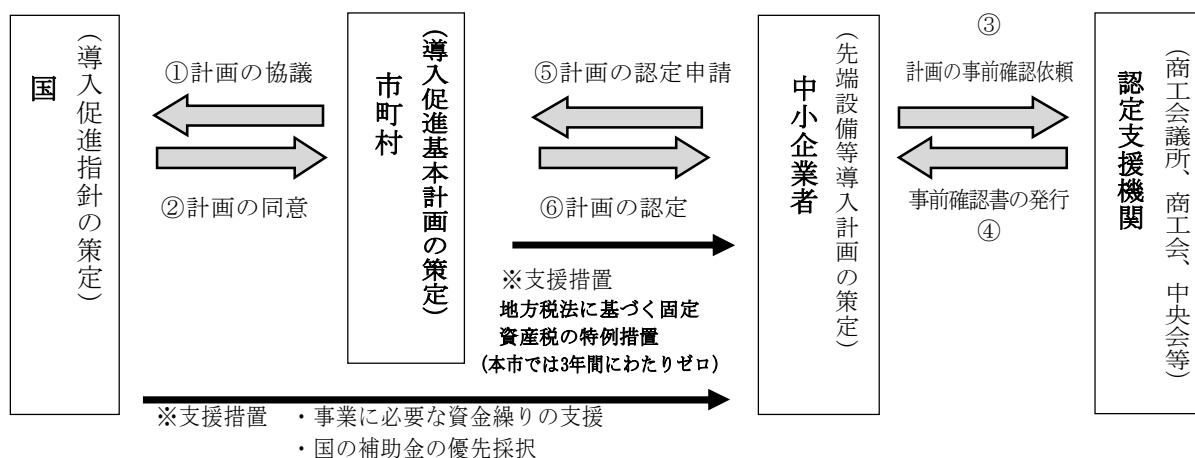 国
（導入促進指針の策定）
①計画の協議
②計画の同意
市町村
（導入促進基本計画の策定）
⑤計画の認定申請
⑥計画の認定
※支援措置
地方税法に基づく固定
資産税の特例措置
（本市では3年間にわたりゼロ）
中小企業者
（先端設備等導入計画の策定）
③
計画の事前確認依頼
事前確認書の発行
④
認定支援機関
（商工会議所、商工会、中央会等）
※支援措置　・事業に必要な資金繰りの支援
・国の補助金の優先採択